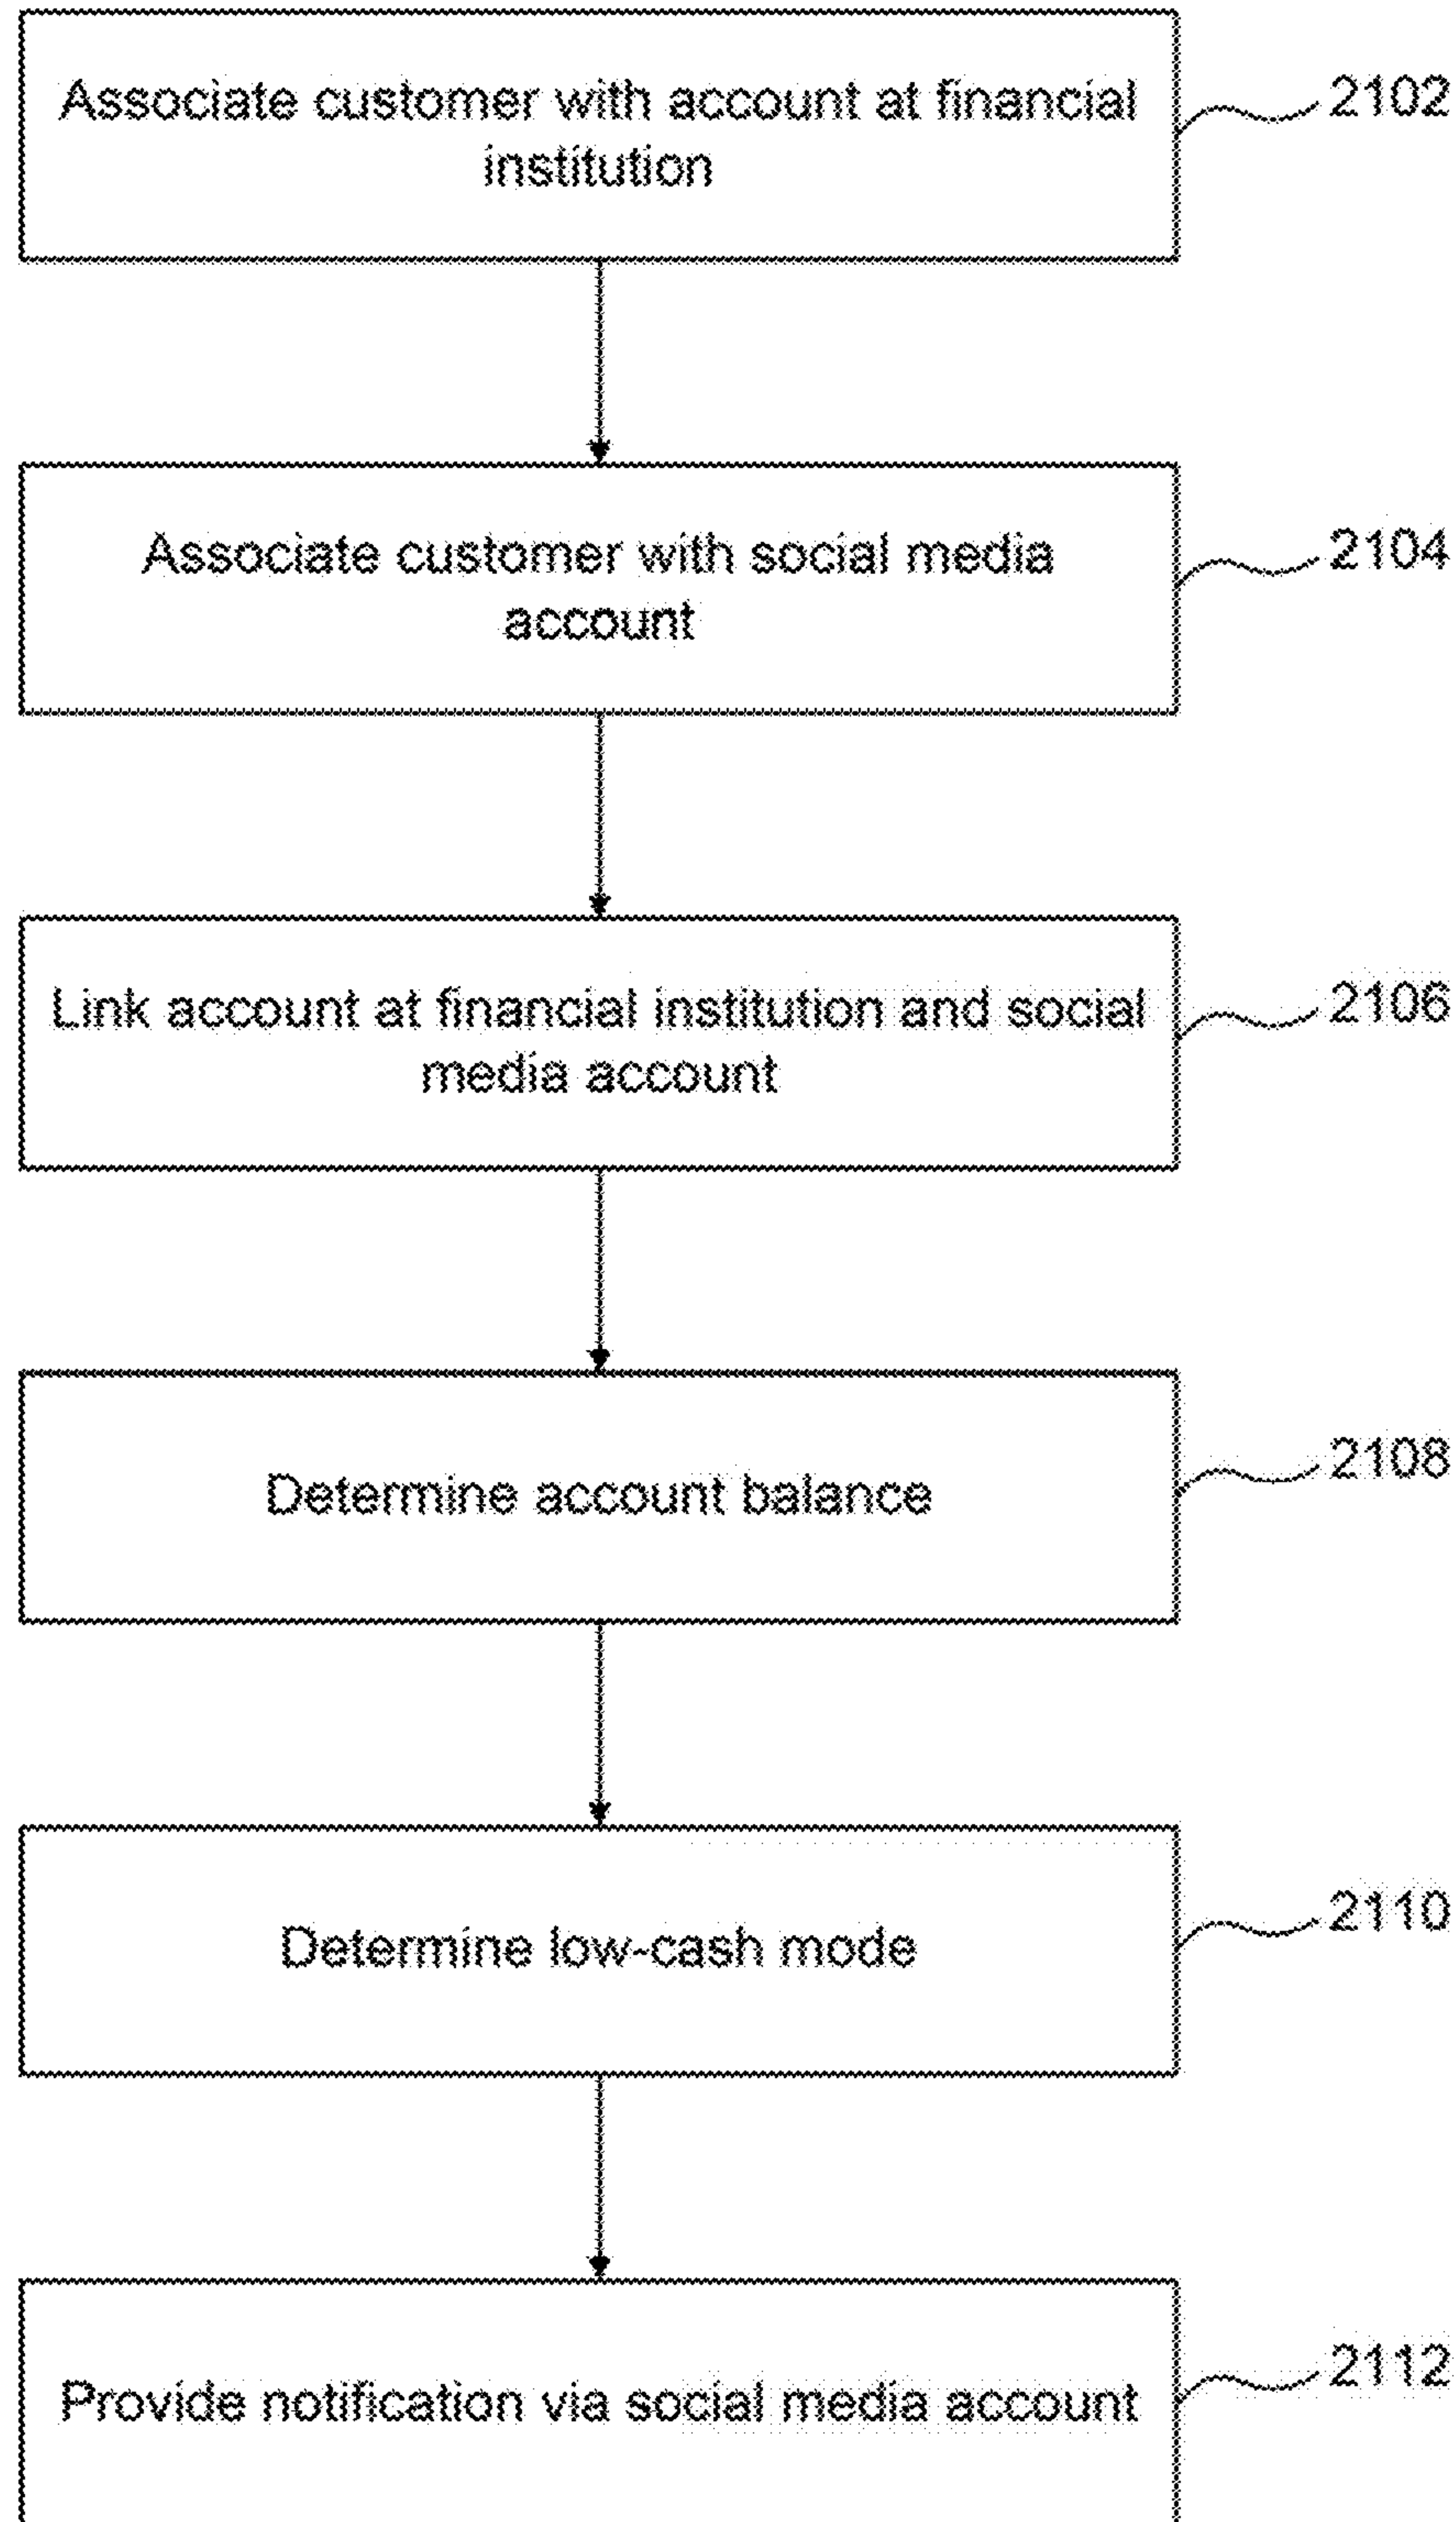 Associate customer with account at financial
institution
2102
Associate customer with social media
account
2104
Link account at financial institution and social
media account
2106
Determine account balance
2108
Determine low-cash mode
2110
Provide notification via social media account
2112